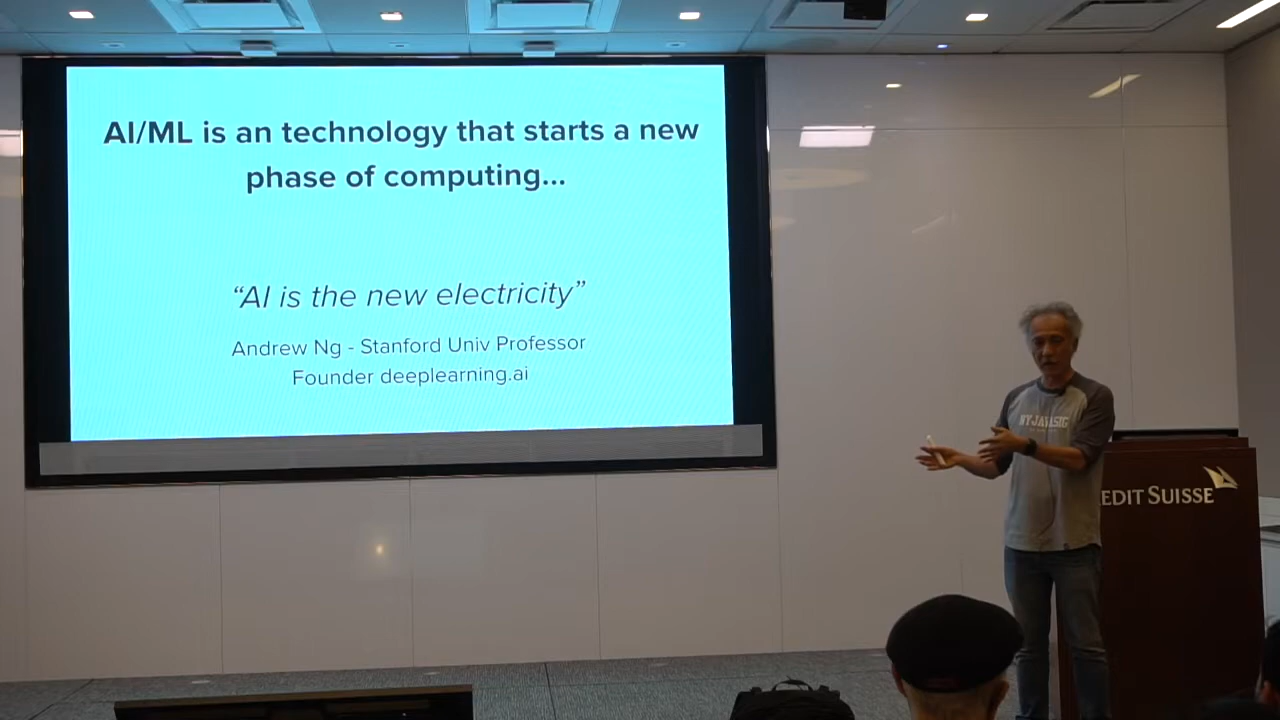 AI/ML is an technology that starts a new
phase of computing...
“AI is the new electricity”
Andrew Ng - Stanford Univ Professor
Founder deeplearning.ai
NYJAVASIG
EDIT SUISSE